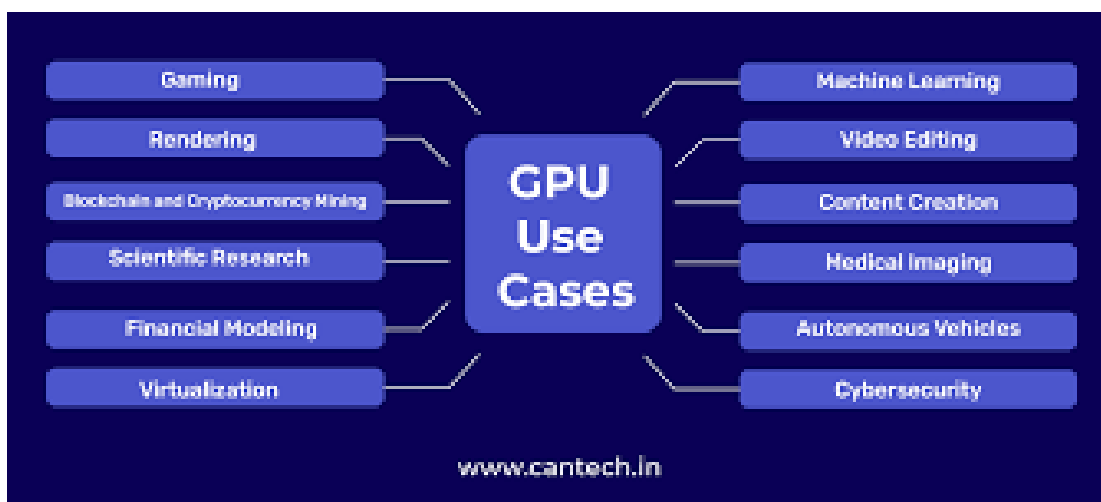 Gaming
Rendering
Blockchain and Cryptocurrency Mining
Scientific Research
Financial Modeling
Virtualization
GPU
Use
Cases
Machine Learning
Video Editing
Content Creation
Medical Imaging
Autonomous Vehicles
Cybersecurity
www.cantech.in